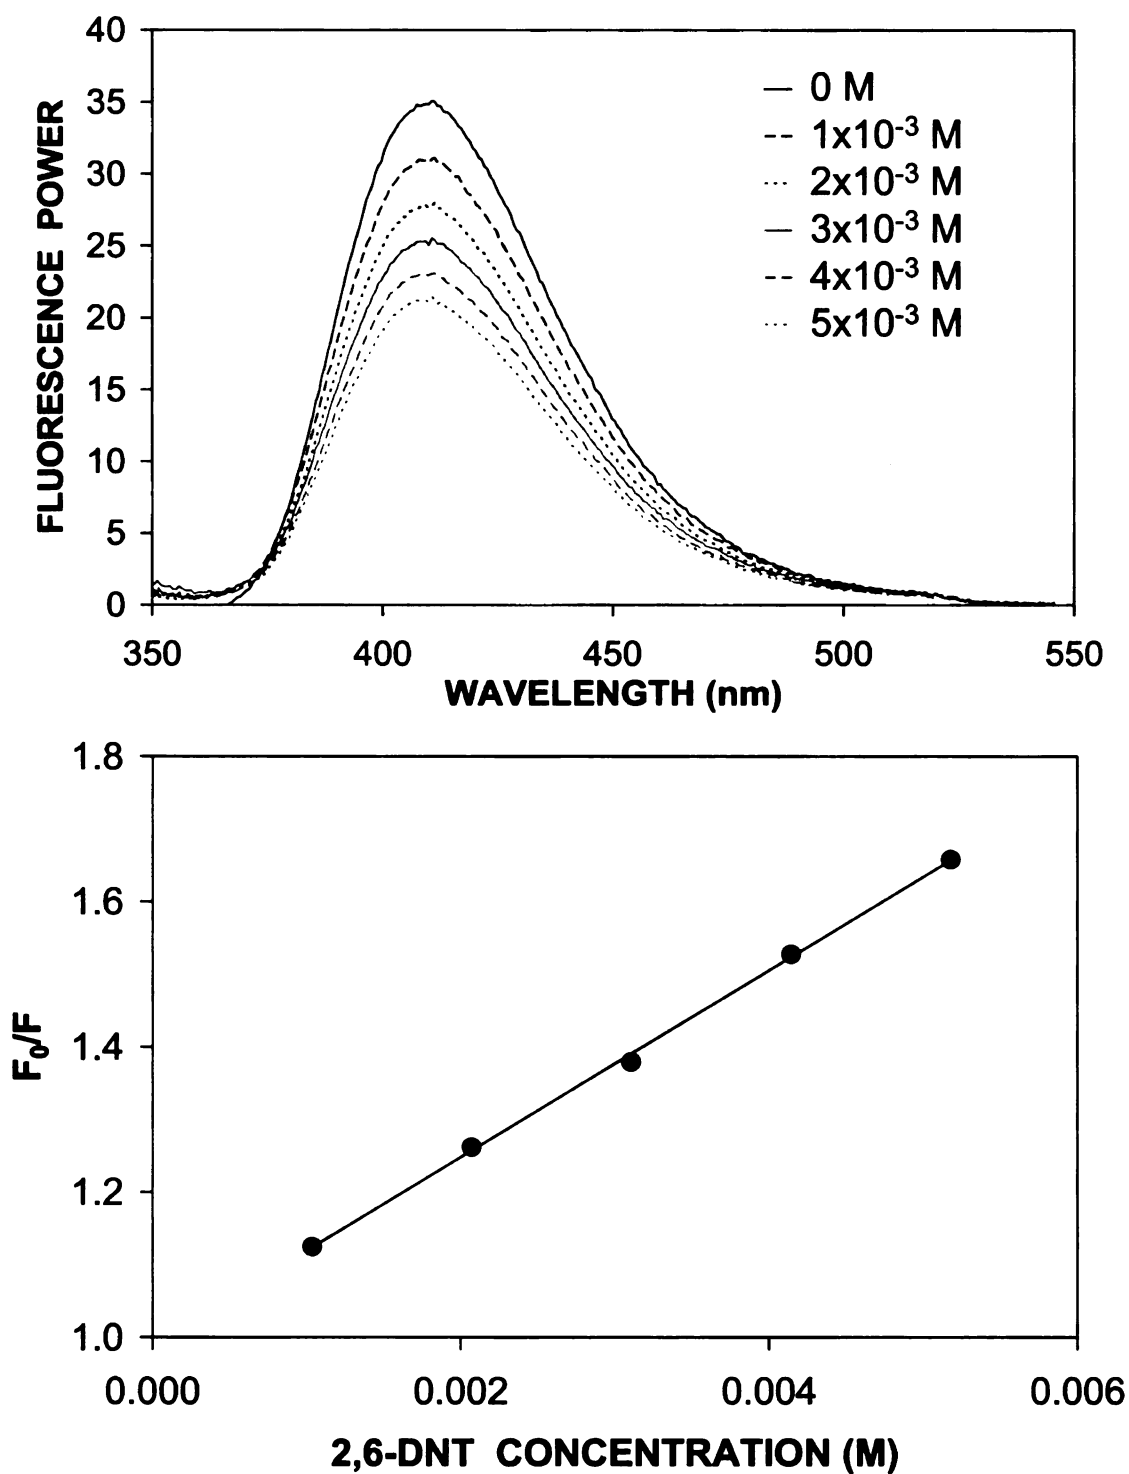 40
35
30
25
20
15
10
5
0
FLUORESCENCE POWER
0 M
1x10⁻³ M
2x10⁻³ M
3x10⁻³ M
4x10⁻³ M
5x10⁻³ M
350 400 450 500 550
WAVELENGTH (nm)
1.8
1.6
1.4
1.2
1.0
F₀/F
0.000 0.002 0.004 0.006
2,6-DNT CONCENTRATION (M)